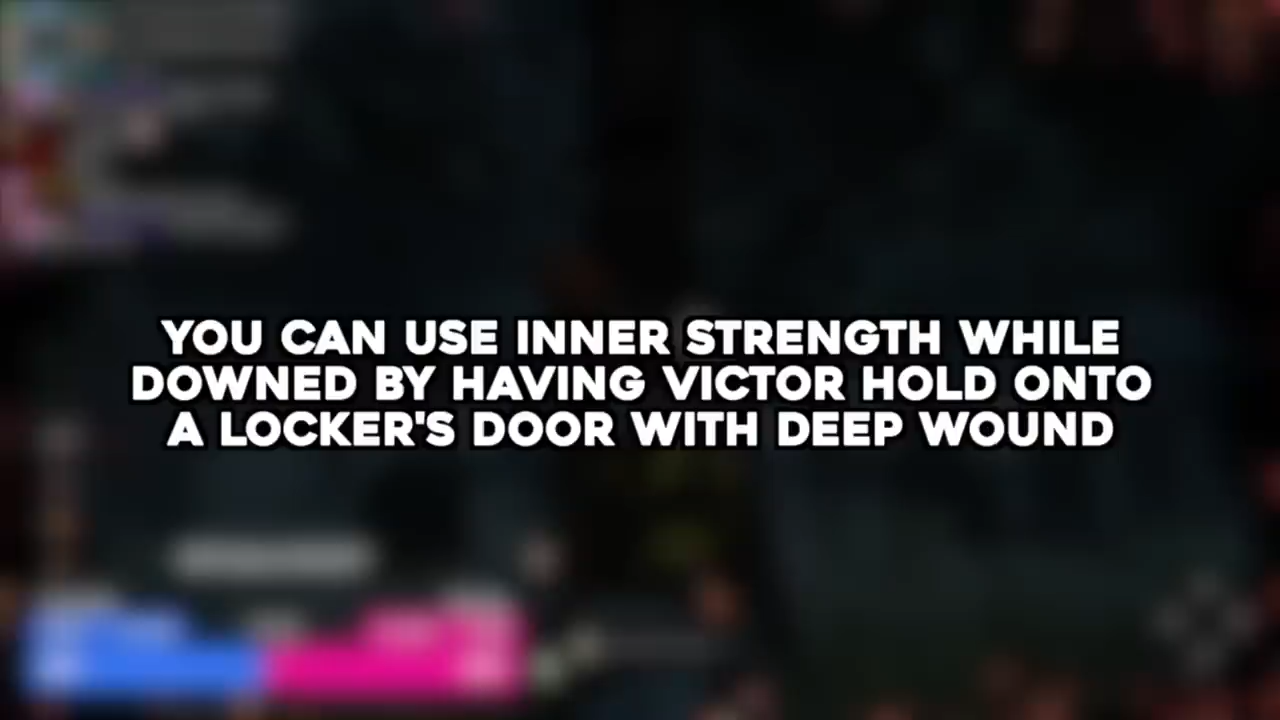 YOU CAN USE INNER STRENGTH WHILE
DOWNED BY HAVING VICTOR HOLD ONTO
A LOCKER'S DOOR WITH DEEP WOUND